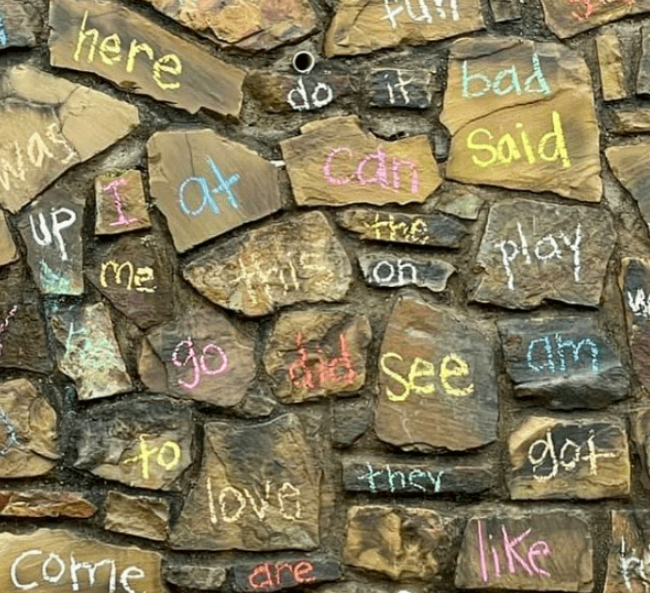 fun
here
do
it
bad
said
was
I
at
can
up
the
play
me
this
on
go
did
see
am
to
got
love
they
come
are
like